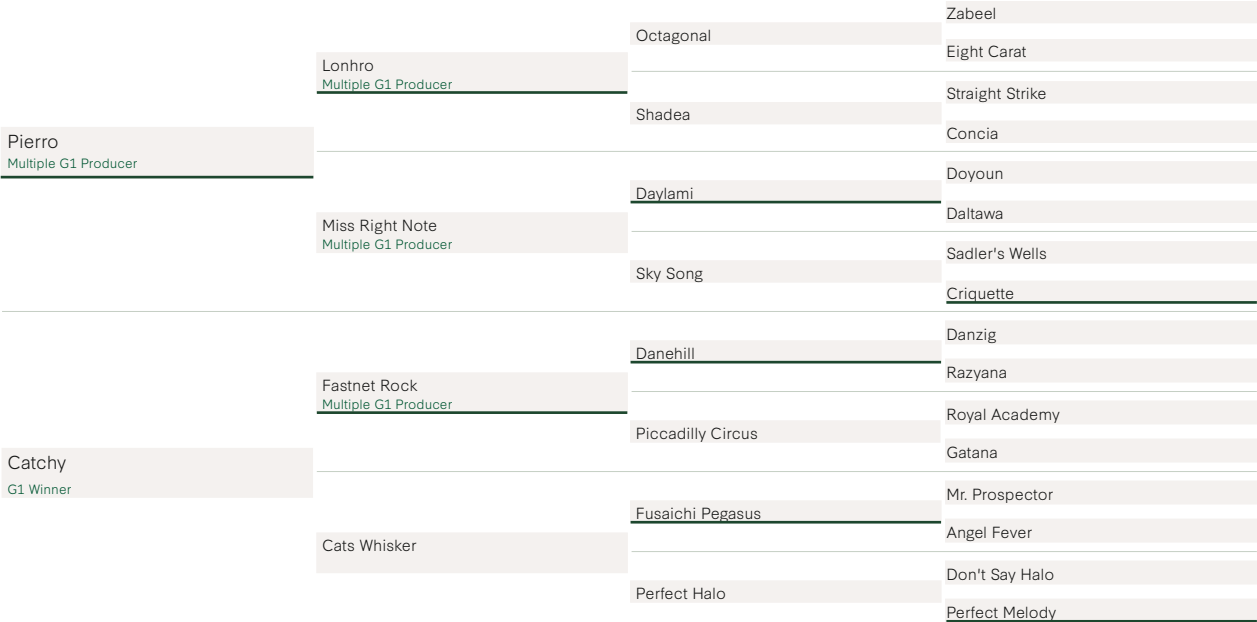 Zabeel
Octagonal
Eight Carat
Lonhro
Multiple G1 Producer
Straight Strike
Shadea
Concia
Pierro
Multiple G1 Producer
Doyoun
Daylami
Daltawa
Miss Right Note
Multiple G1 Producer
Sadler's Wells
Sky Song
Criquette
Danzig
Danehill
Razyana
Fastnet Rock
Multiple G1 Producer
Royal Academy
Piccadilly Circus
Gatana
Catchy
G1 Winner
Mr. Prospector
Fusaichi Pegasus
Angel Fever
Cats Whisker
Don't Say Halo
Perfect Halo
Perfect Melody